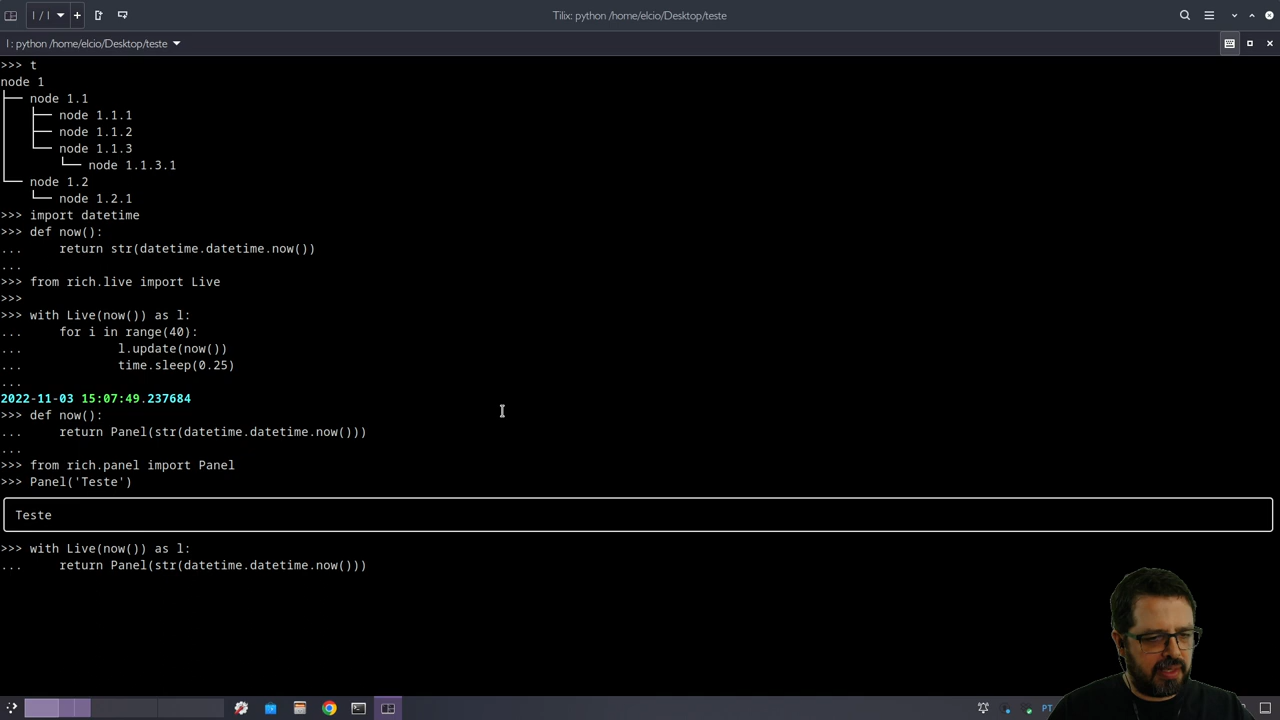 1 / 1
Tilix: python /home/elcio/Desktop/teste
1: python /home/elcio/Desktop/teste
>>> t
node 1
├── node 1.1
│   ├── node 1.1.1
│   ├── node 1.1.2
│   └── node 1.1.3
│       └── node 1.1.3.1
└── node 1.2
    └── node 1.2.1
>>> import datetime
>>> def now():
...     return str(datetime.datetime.now())
...
>>> from rich.live import Live
>>>
>>> with Live(now()) as l:
...     for i in range(40):
...             l.update(now())
...             time.sleep(0.25)
...
2022-11-03 15:07:49.237684
>>> def now():
...     return Panel(str(datetime.datetime.now()))
...
>>> from rich.panel import Panel
>>> Panel('Teste')
Teste
>>> with Live(now()) as l:
...     return Panel(str(datetime.datetime.now()))
PT